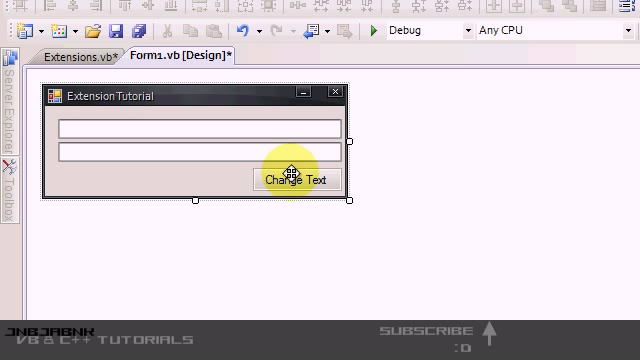 Debug
Any CPU
Extensions.vb*
Form1.vb [Design]*
Server Explorer
Toolbox
ExtensionTutorial
Change Text
JNBJABNK
VB & C++ TUTORIALS
SUBSCRIBE
:D